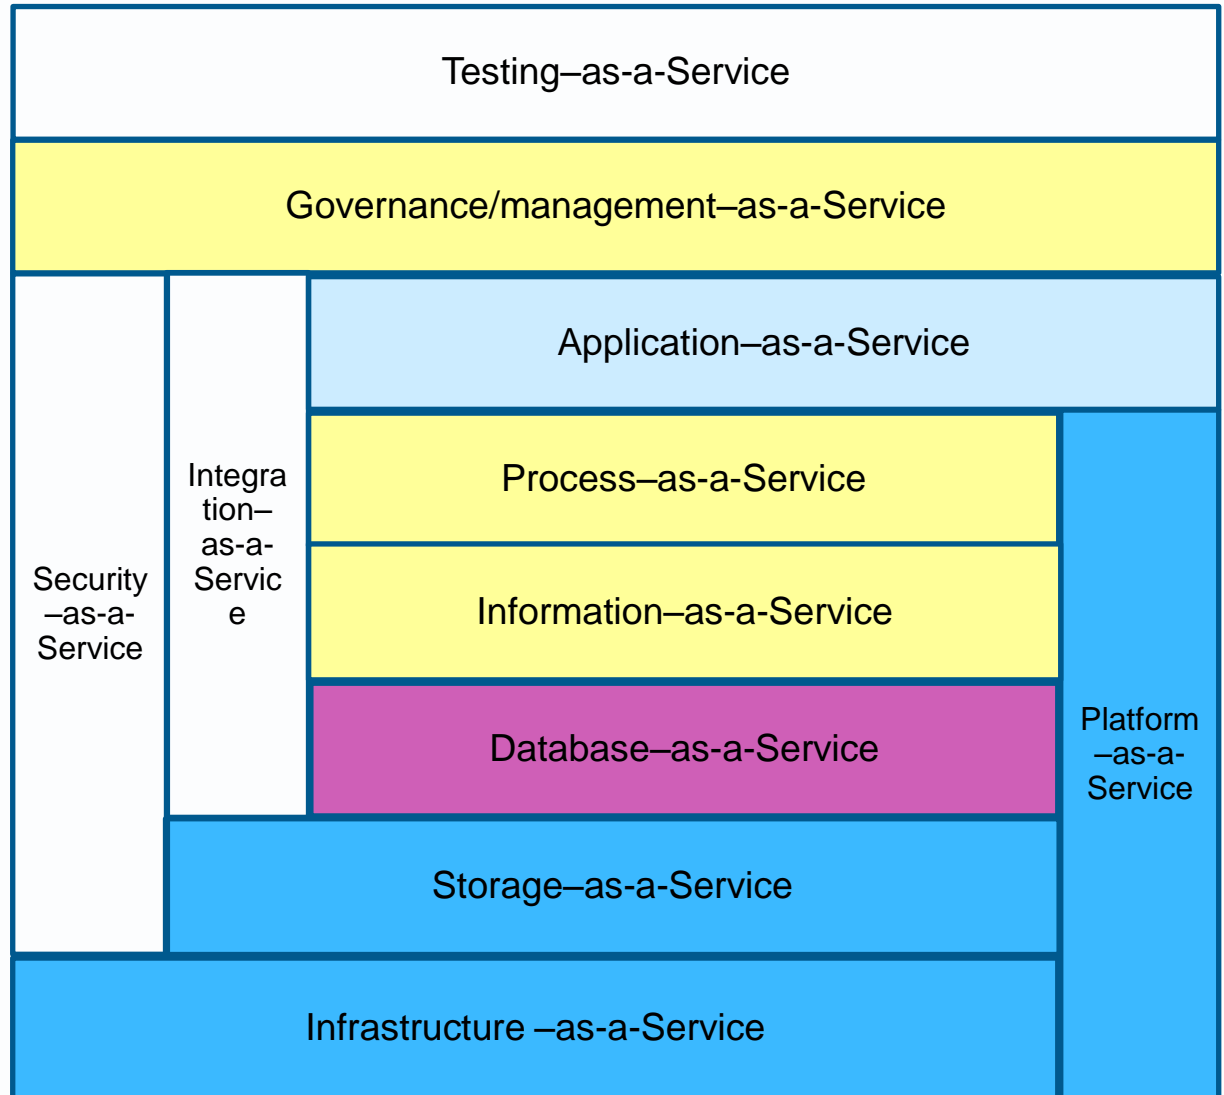 Testing–as-a-Service
Governance/management–as-a-Service
Application–as-a-Service
Process–as-a-Service
Integra
tion–
as-a-
Servic
e
Security
–as-a-
Service
Information–as-a-Service
Database–as-a-Service
Platform
–as-a-
Service
Storage–as-a-Service
Infrastructure –as-a-Service